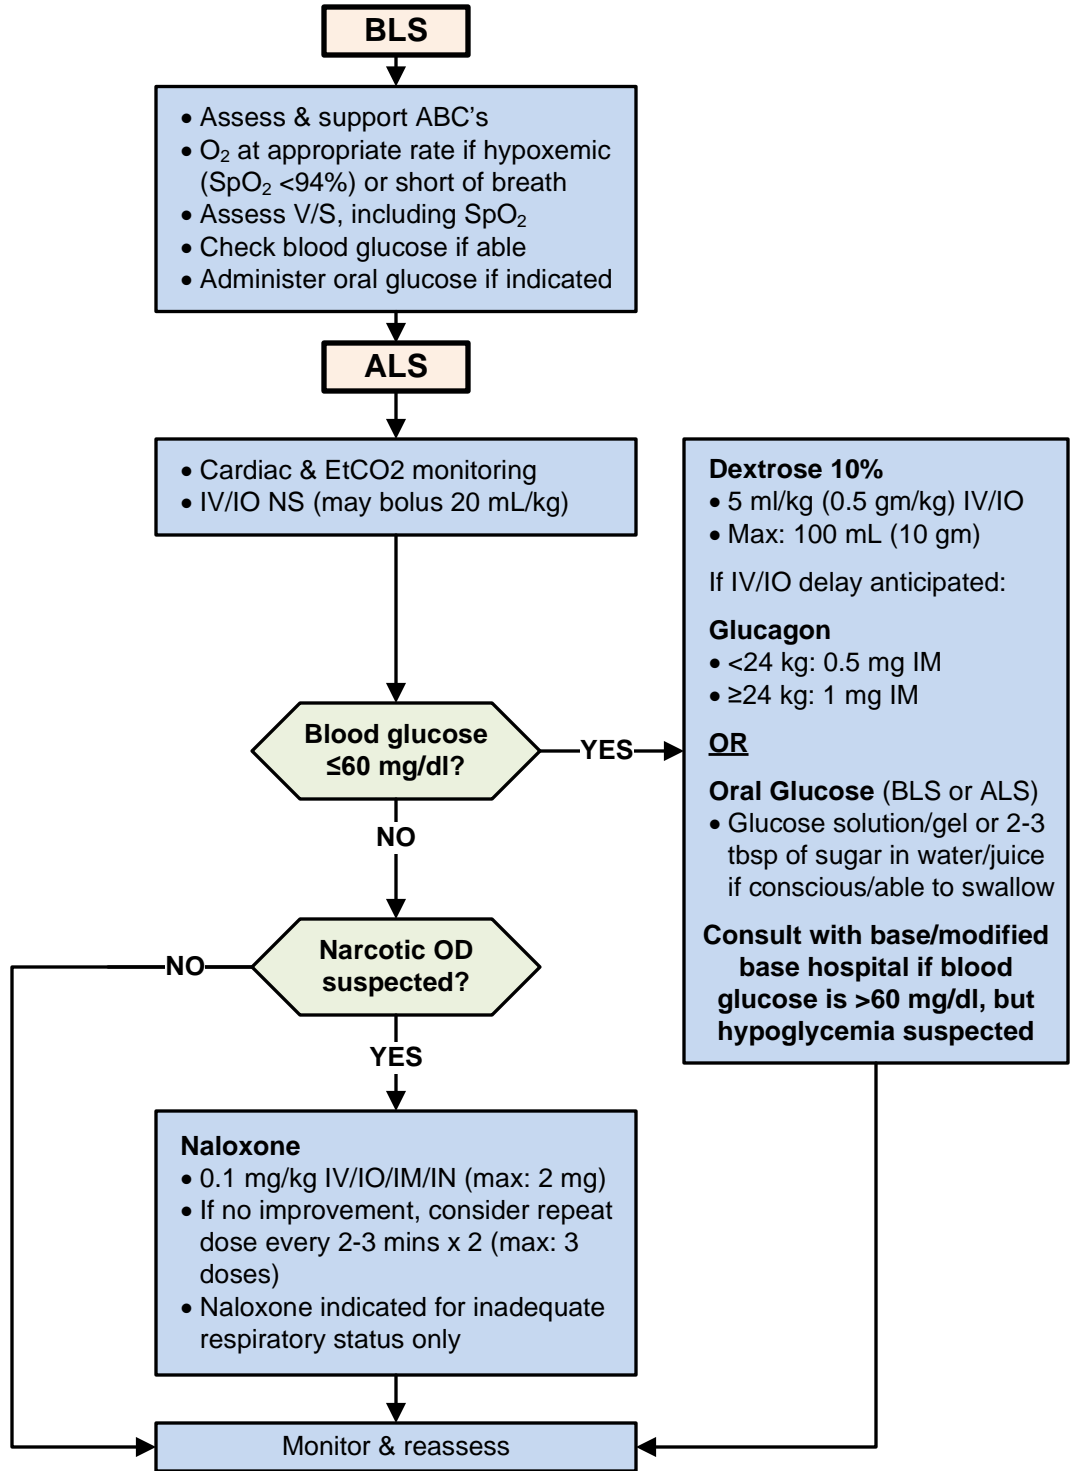 BLS
• Assess & support ABC’s
• O₂ at appropriate rate if hypoxemic
(SpO₂ <94%) or short of breath
• Assess V/S, including SpO₂
• Check blood glucose if able
• Administer oral glucose if indicated
ALS
• Cardiac & EtCO2 monitoring
• IV/IO NS (may bolus 20 mL/kg)
Blood glucose
≤60 mg/dl?
YES
Dextrose 10%
• 5 ml/kg (0.5 gm/kg) IV/IO
• Max: 100 mL (10 gm)
If IV/IO delay anticipated:
Glucagon
• <24 kg: 0.5 mg IM
• ≥24 kg: 1 mg IM
OR
Oral Glucose (BLS or ALS)
• Glucose solution/gel or 2-3
tbsp of sugar in water/juice
if conscious/able to swallow
Consult with base/modified
base hospital if blood
glucose is >60 mg/dl, but
hypoglycemia suspected
NO
Narcotic OD
suspected?
NO
YES
Naloxone
• 0.1 mg/kg IV/IO/IM/IN (max: 2 mg)
• If no improvement, consider repeat
dose every 2-3 mins x 2 (max: 3
doses)
• Naloxone indicated for inadequate
respiratory status only
Monitor & reassess